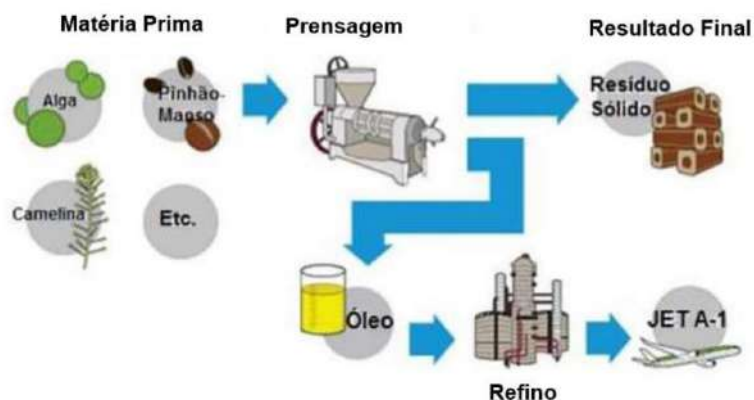 Matéria Prima
Prensagem
Resultado Final
Alga
Pinhão-
Manso
Resíduo
Sólido
Camelina
Etc.
Óleo
JET A-1
Refino